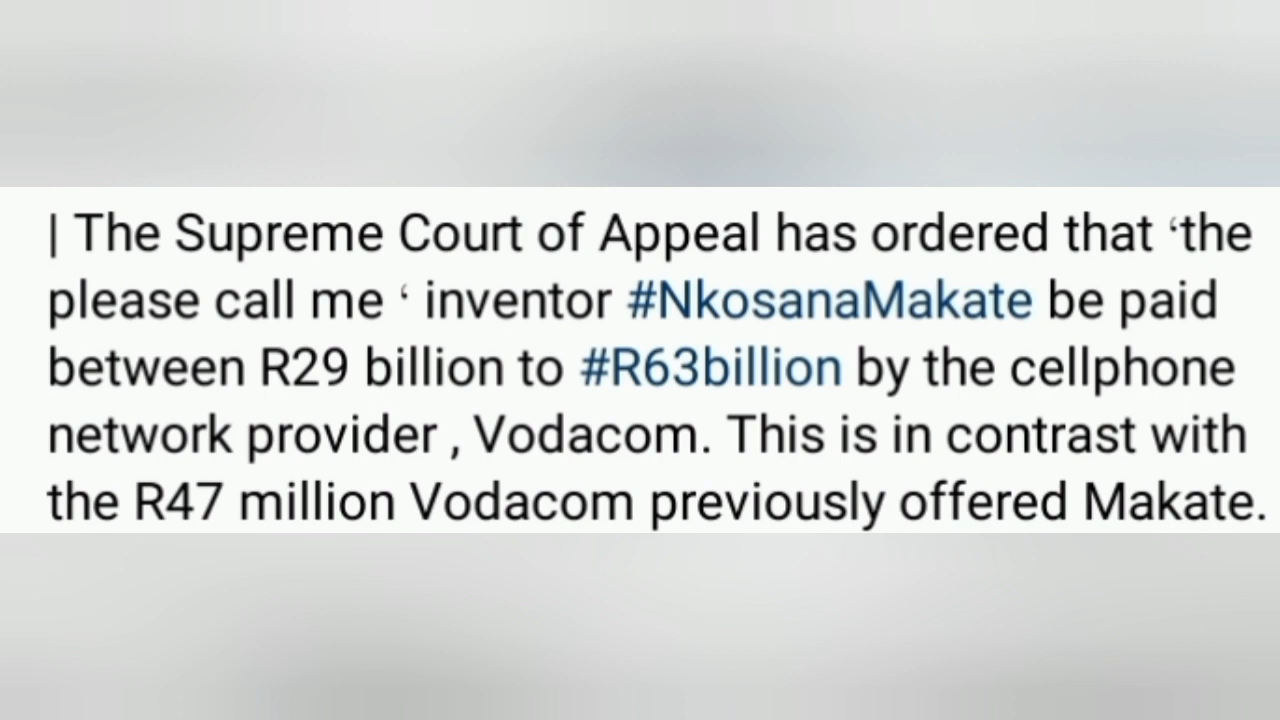 | The Supreme Court of Appeal has ordered that ‘the
please call me ‘ inventor #NkosanaMakate be paid
between R29 billion to #R63billion by the cellphone
network provider , Vodacom. This is in contrast with
the R47 million Vodacom previously offered Makate.